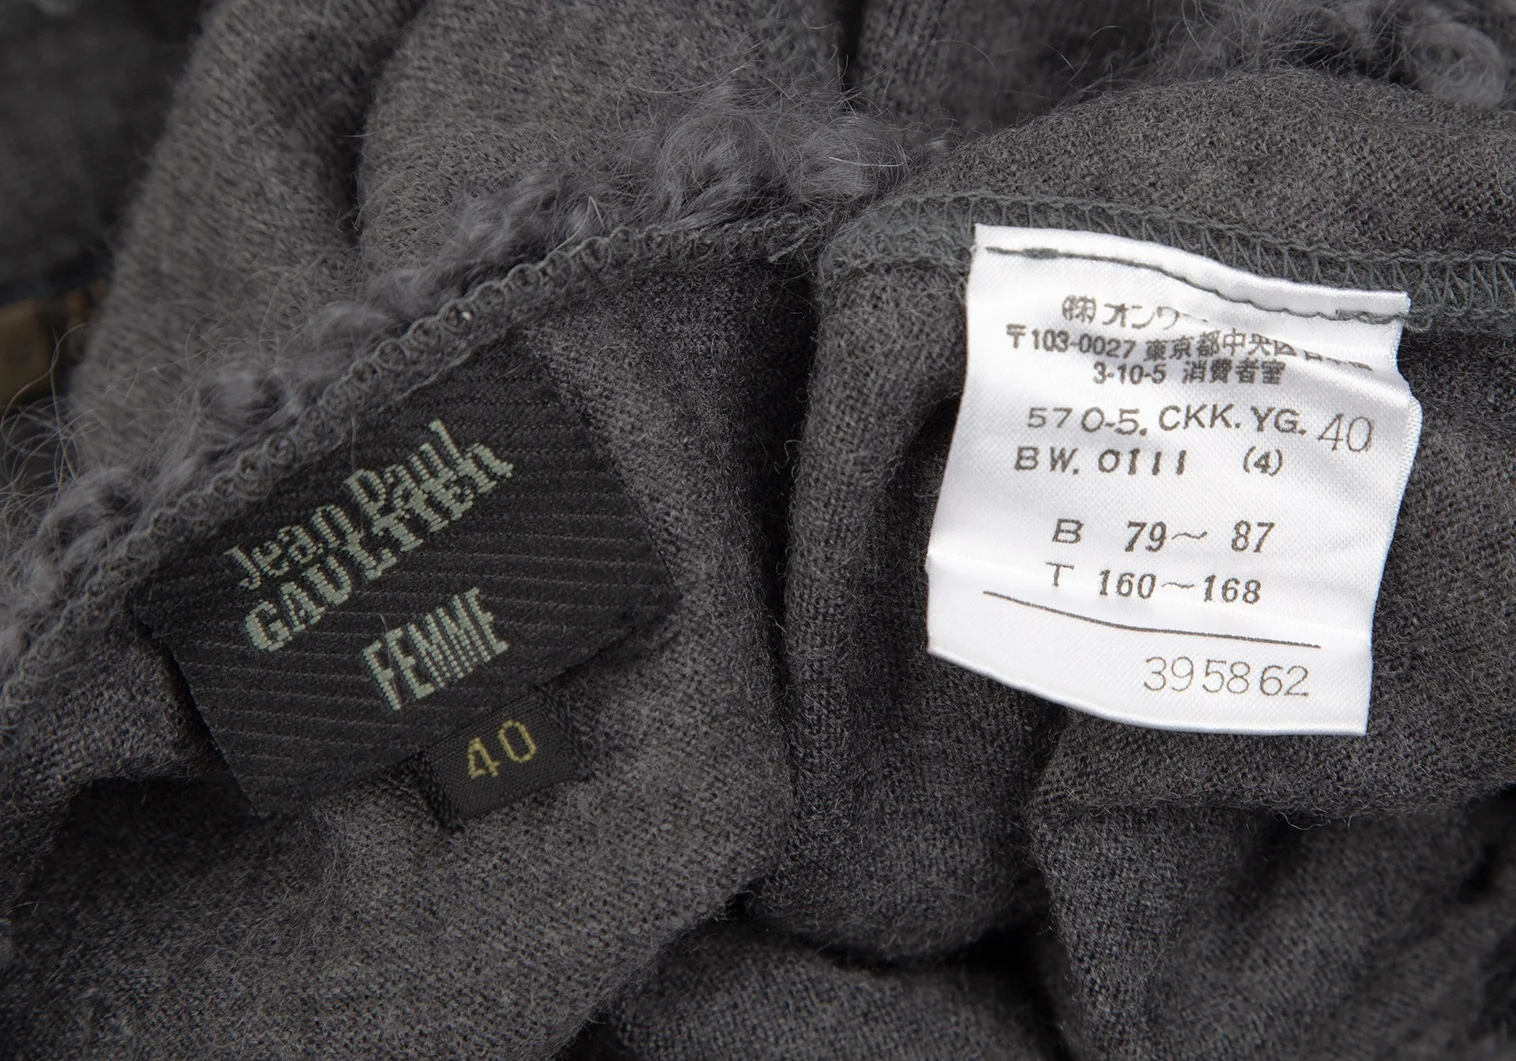 Jean Paul
GAULTIER
FEMME
40
㈱オンワー
〒103-0027 東京都中央区
3-10-5 消費者室
570-5. CKK. YG. 40
BW. 0111 (4)
B 79～87
T 160～168
395862